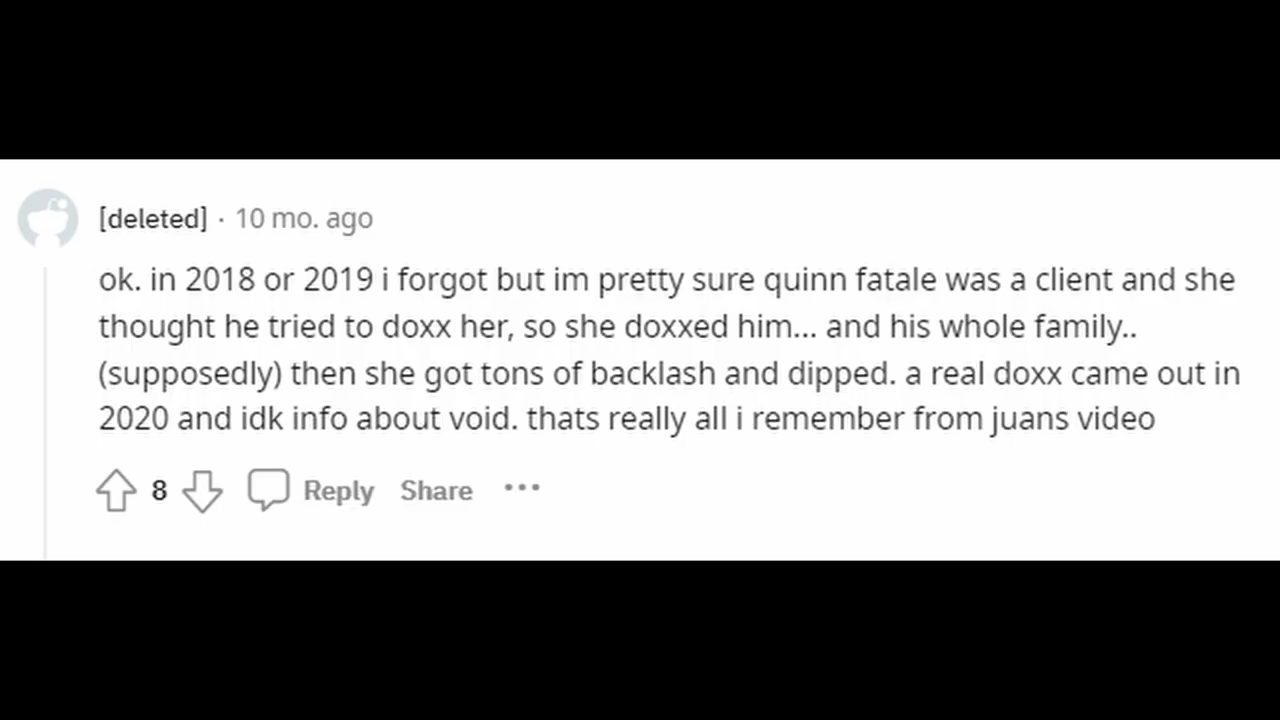 [deleted] · 10 mo. ago
ok. in 2018 or 2019 i forgot but im pretty sure quinn fatale was a client and she
thought he tried to doxx her, so she doxxed him... and his whole family..
(supposedly) then she got tons of backlash and dipped. a real doxx came out in
2020 and idk info about void. thats really all i remember from juans video
8 Reply Share ...